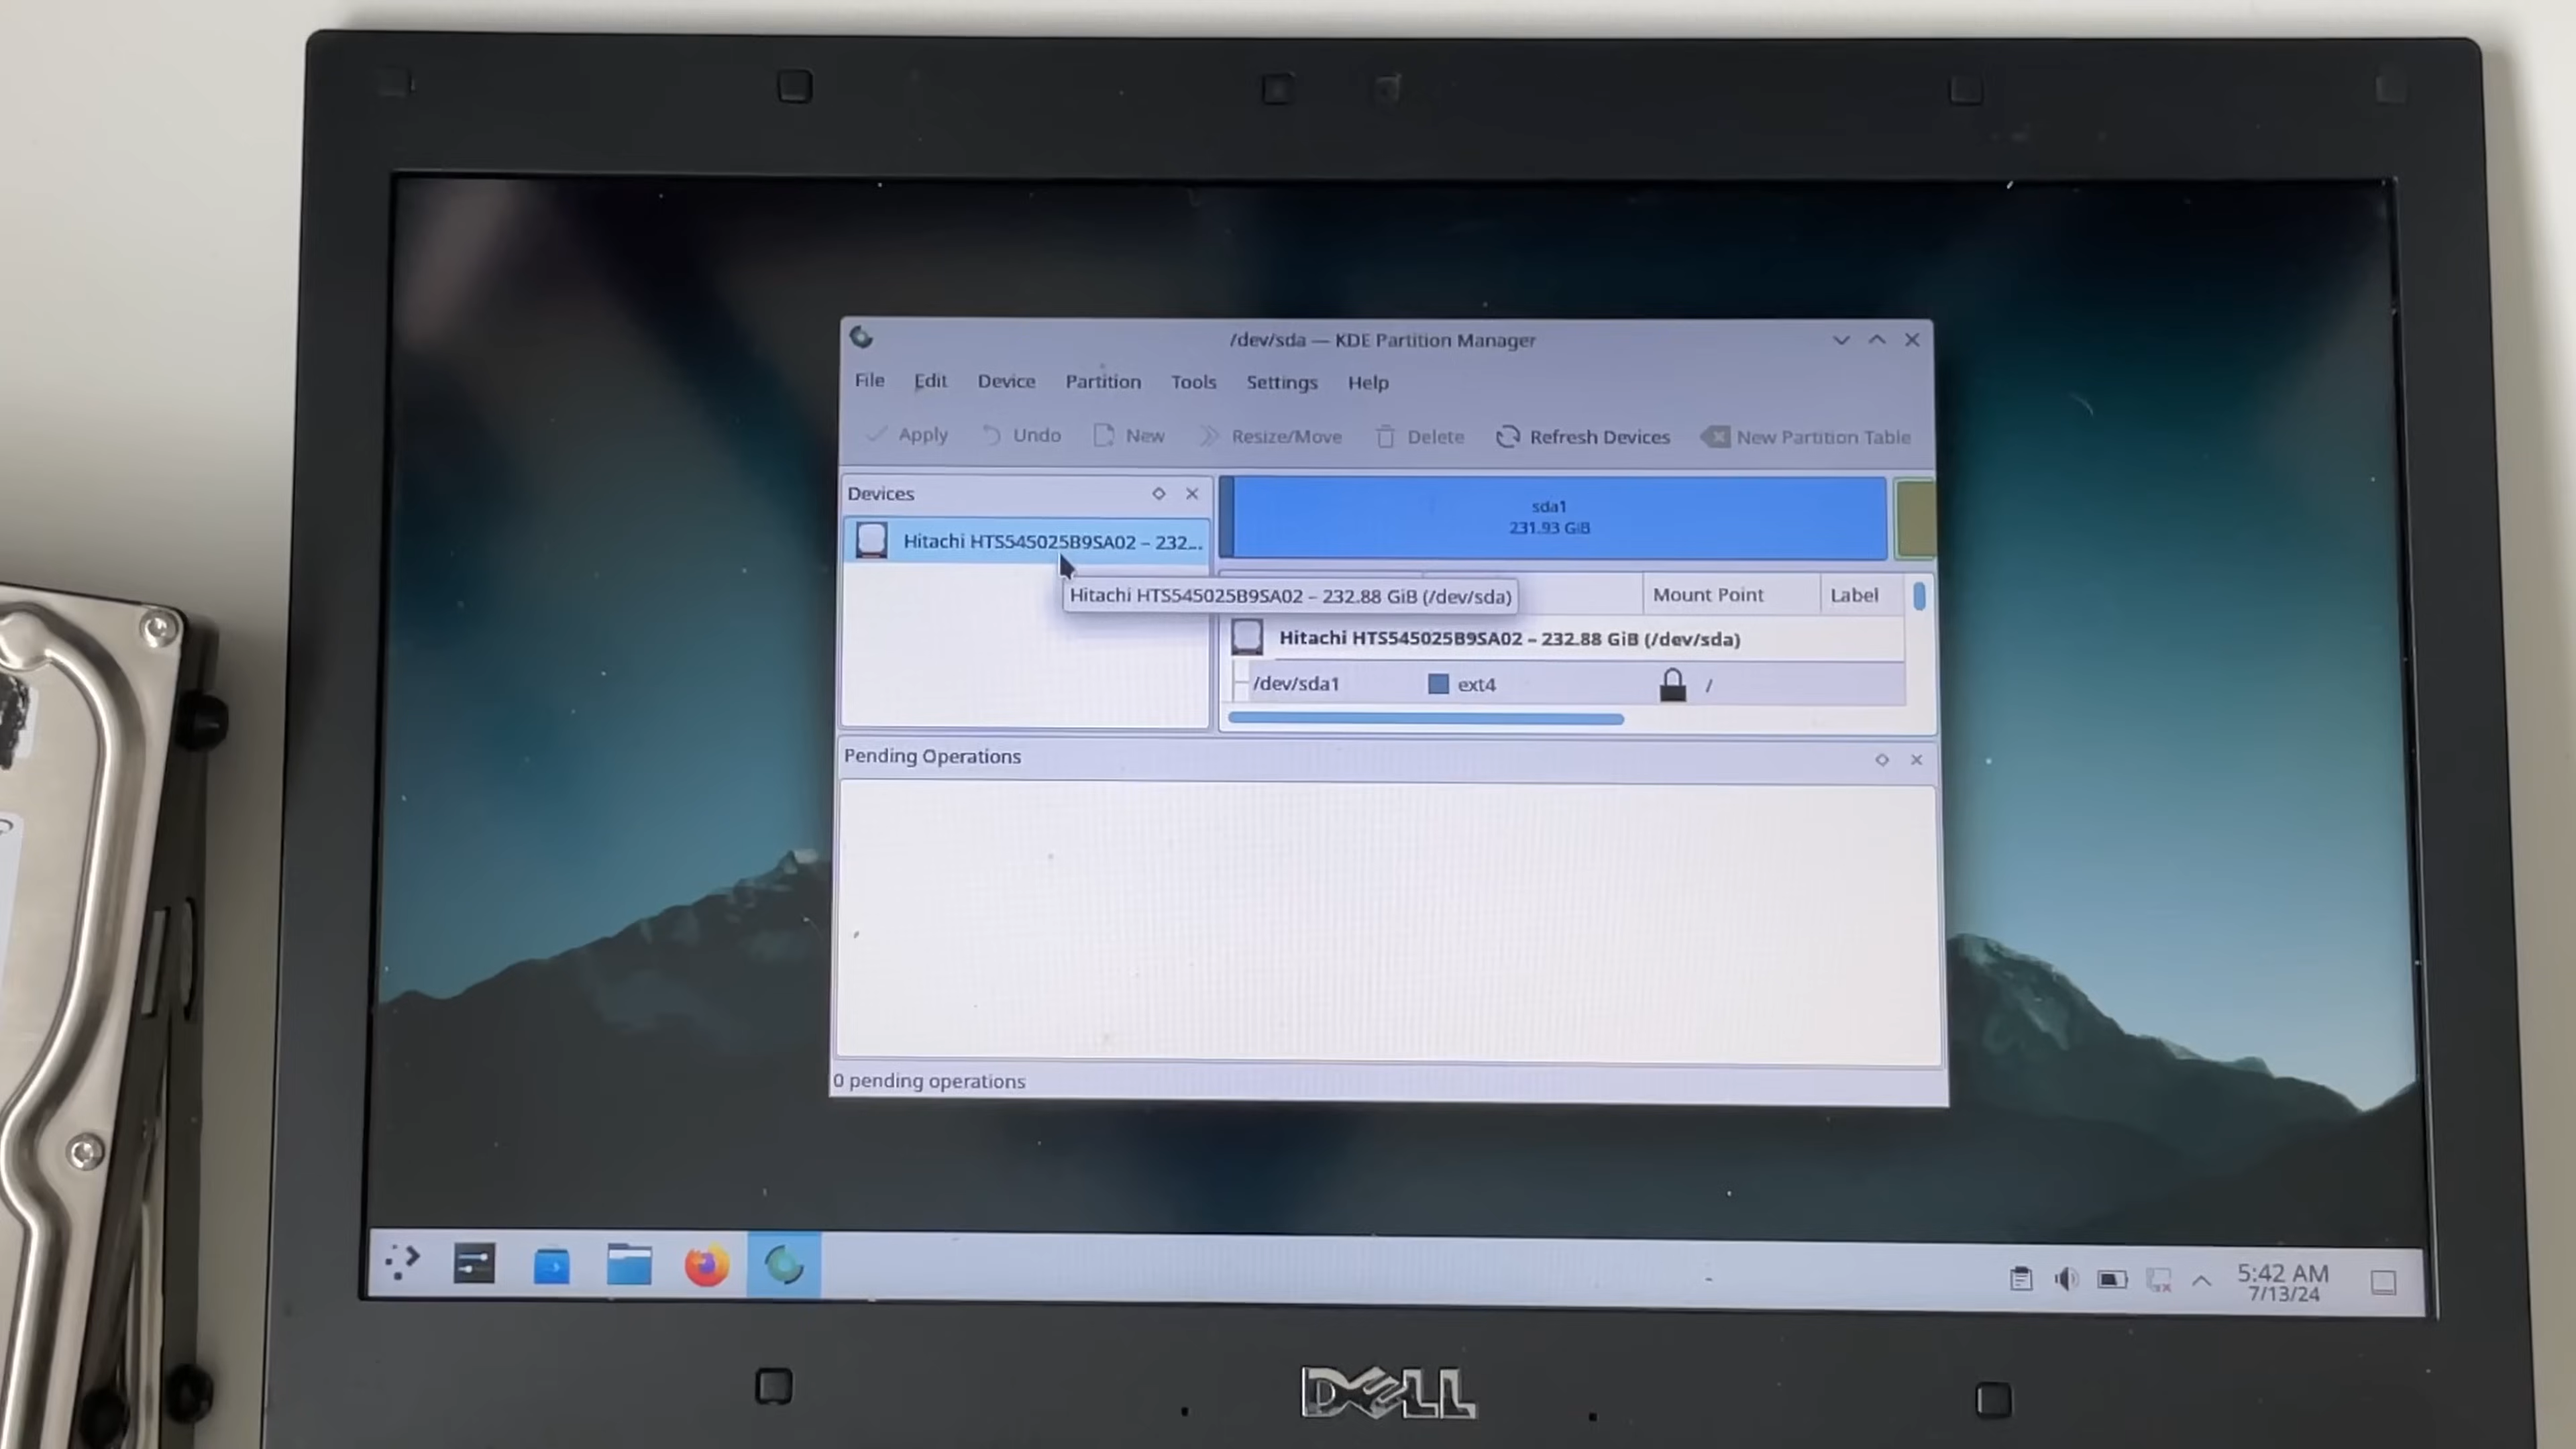 /dev/sda — KDE Partition Manager
File Edit Device Partition Tools Settings Help
Apply Undo New Resize/Move Delete Refresh Devices New Partition Table
Devices
Hitachi HTS545025B9SA02 – 232...
sda1
231.93 GiB
Hitachi HTS545025B9SA02 – 232.88 GiB (/dev/sda)
Mount Point Label
Hitachi HTS545025B9SA02 – 232.88 GiB (/dev/sda)
/dev/sda1 ext4 /
Pending Operations
0 pending operations
5:42 AM
7/13/24
DELL